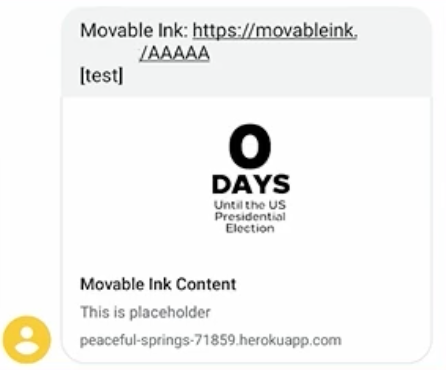 Movable Ink: https://movableink.
/AAAAA
[test]
0
DAYS
Until the US
Presidential
Election
Movable Ink Content
This is placeholder
peaceful-springs-71859.herokuapp.com